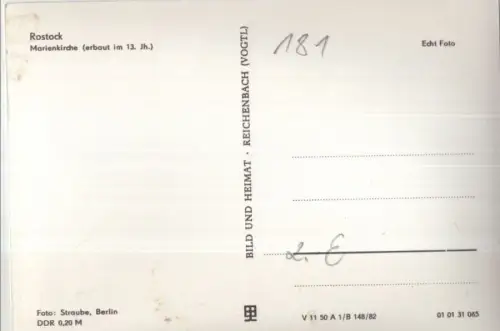 Rostock
Marienkirche (erbaut im 13. Jh.)
181
Echt Foto
BILD UND HEIMAT · REICHENBACH (VOGTL)
2. E
Foto: Straube, Berlin
DDR 0,20 M
V 11 50 A 1/B 148/82
01 01 31 065